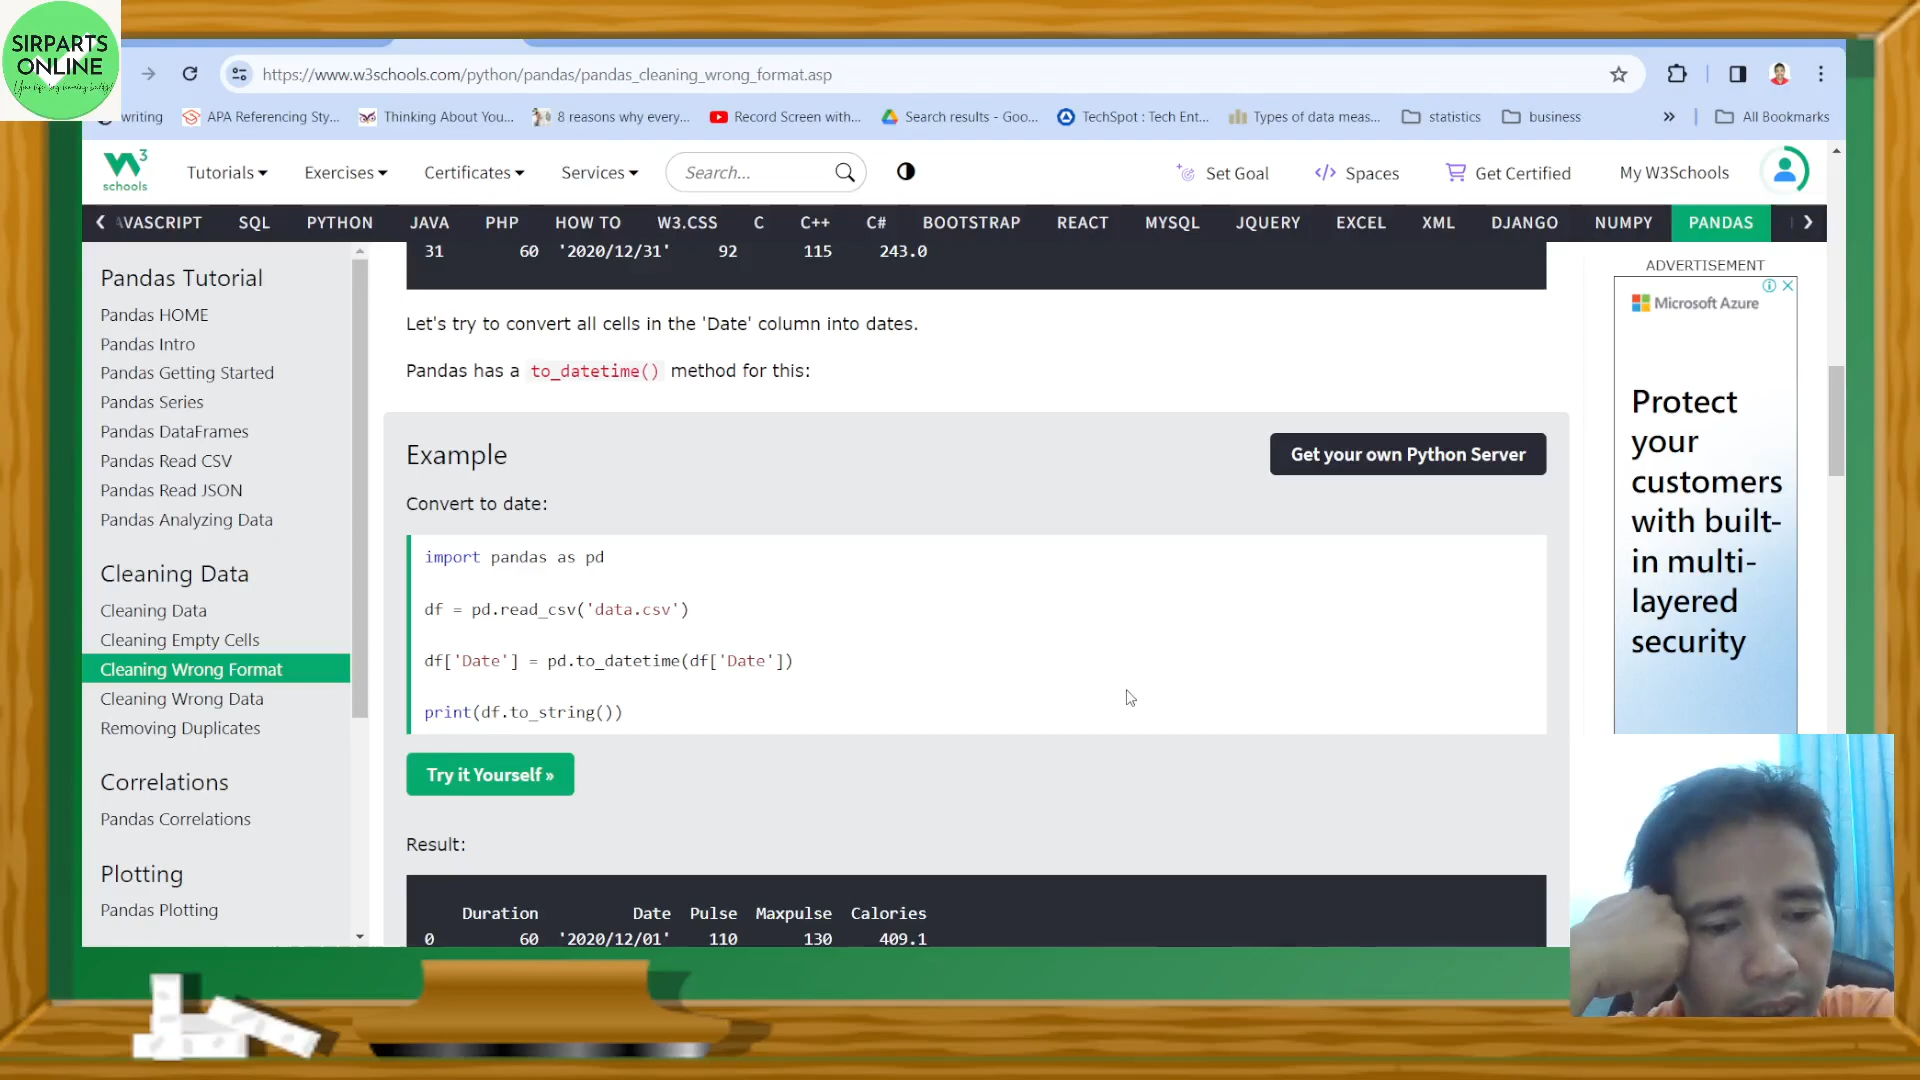 SIRPARTS
ONLINE
https://www.w3schools.com/python/pandas/pandas_cleaning_wrong_format.asp
writing
APA Referencing Sty...
Thinking About You...
8 reasons why every...
Record Screen with...
Search results - Goo...
TechSpot : Tech Ent...
Types of data meas...
statistics
business
»
All Bookmarks
W3
schools
Tutorials
Exercises
Certificates
Services
Search...
Set Goal
Spaces
Get Certified
My W3Schools
AVASCRIPT
SQL
PYTHON
JAVA
PHP
HOW TO
W3.CSS
C
C++
C#
BOOTSTRAP
REACT
MYSQL
JQUERY
EXCEL
XML
DJANGO
NUMPY
PANDAS
Pandas Tutorial
Pandas HOME
Pandas Intro
Pandas Getting Started
Pandas Series
Pandas DataFrames
Pandas Read CSV
Pandas Read JSON
Pandas Analyzing Data
Cleaning Data
Cleaning Data
Cleaning Empty Cells
Cleaning Wrong Format
Cleaning Wrong Data
Removing Duplicates
Correlations
Pandas Correlations
Plotting
Pandas Plotting
31 60 '2020/12/31' 92 115 243.0
Let's try to convert all cells in the 'Date' column into dates.
Pandas has a to_datetime() method for this:
Example
Get your own Python Server
Convert to date:
import pandas as pd
df = pd.read_csv('data.csv')
df['Date'] = pd.to_datetime(df['Date'])
print(df.to_string())
Try it Yourself »
Result:
Duration Date Pulse Maxpulse Calories
0 60 '2020/12/01' 110 130 409.1
ADVERTISEMENT
Microsoft Azure
Protect
your
customers
with built-
in multi-
layered
security